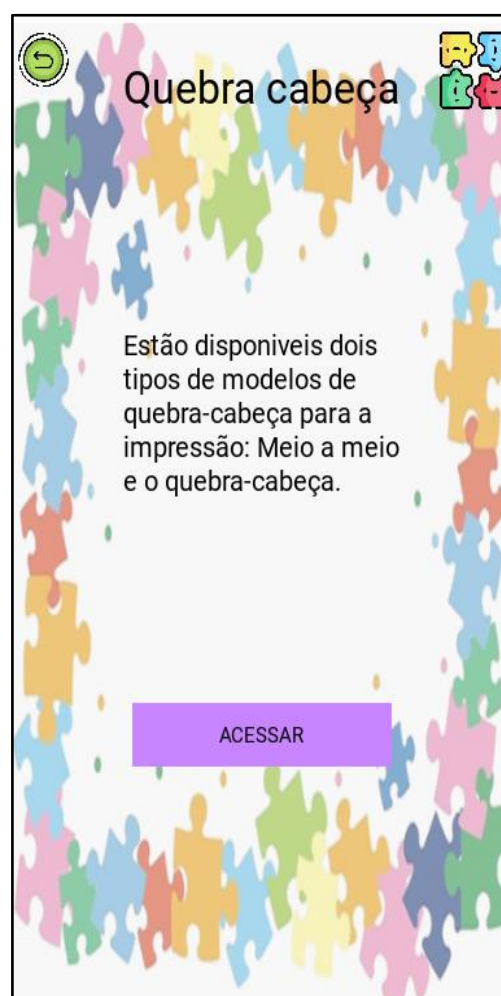 Quebra cabeça
Estão disponiveis dois
tipos de modelos de
quebra-cabeça para a
impressão: Meio a meio
e o quebra-cabeça.
ACESSAR